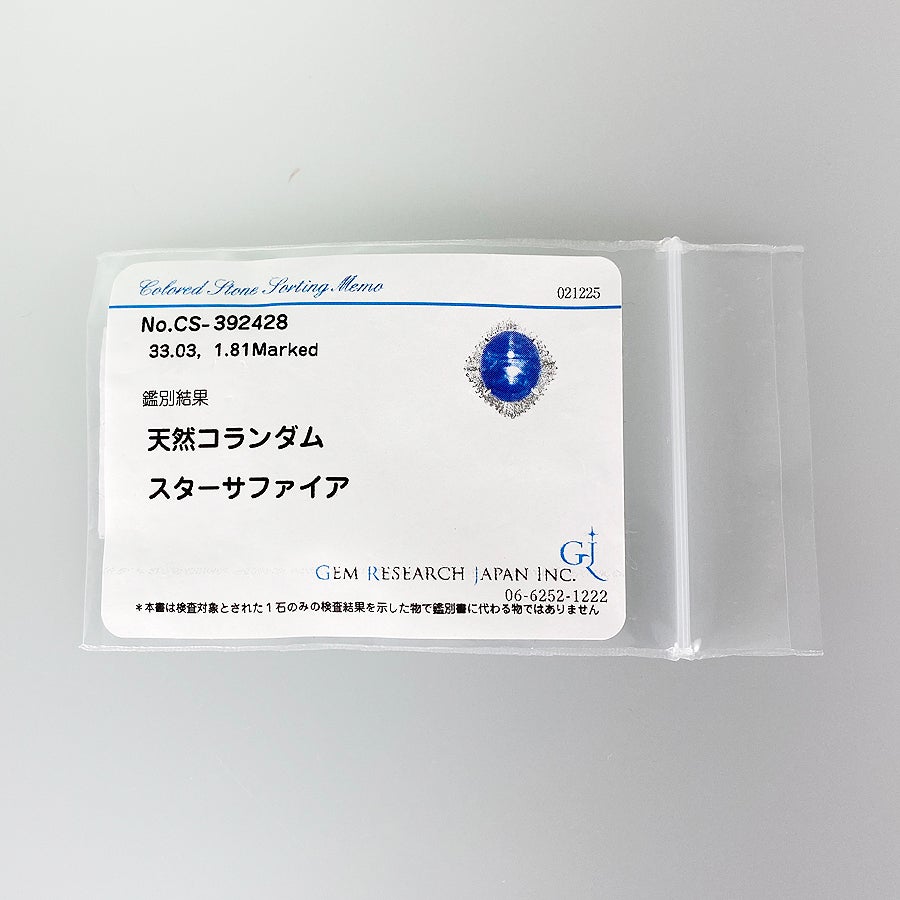 Colored Stone Sorting Memo
021225
No.CS-392428
33.03, 1.81Marked
鑑別結果
天然コランダム
スターサファイア
GJ
GEM RESEARCH JAPAN INC.
06-6252-1222
*本書は検査対象とされた1石のみの検査結果を示した物で鑑別書に代わる物ではありません